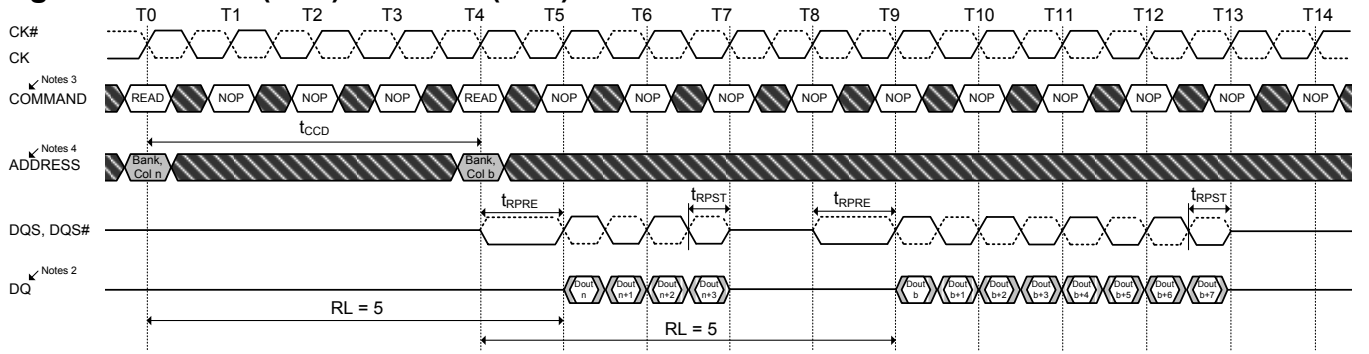 T0 T1 T2 T3 T4 T5 T6 T7 T8 T9 T10 T11 T12 T13 T14
CK#
CK
Notes 3
COMMAND READ NOP NOP NOP READ NOP NOP NOP NOP NOP NOP NOP NOP NOP NOP
tCCD
Notes 4
ADDRESS Bank, Col n Bank, Col b
tRPRE tRPST tRPRE tRPST
DQS, DQS#
Notes 2
DQ Dout n Dout n+1 Dout n+2 Dout n+3 Dout b Dout b+1 Dout b+2 Dout b+3 Dout b+4 Dout b+5 Dout b+6 Dout b+7
RL = 5
RL = 5